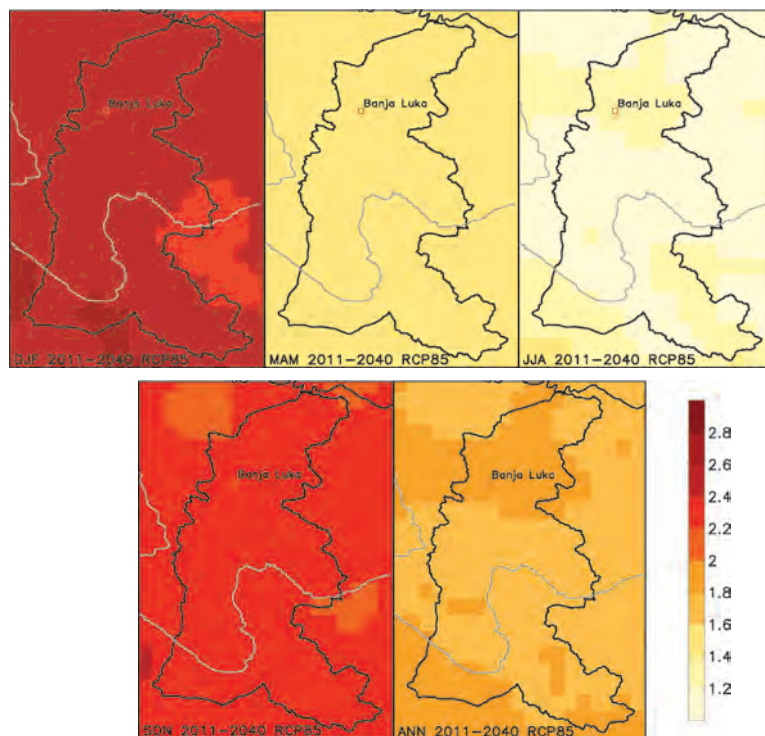 Banja Luka
Banja Luka
Banja Luka
DJF 2011-2040 RCP85
MAM 2011-2040 RCP85
JJA 2011-2040 RCP85
Banja Luka
Banja Luka
SON 2011-2040 RCP85
ANN 2011-2040 RCP85
2.8
2.6
2.4
2.2
2
1.8
1.6
1.4
1.2